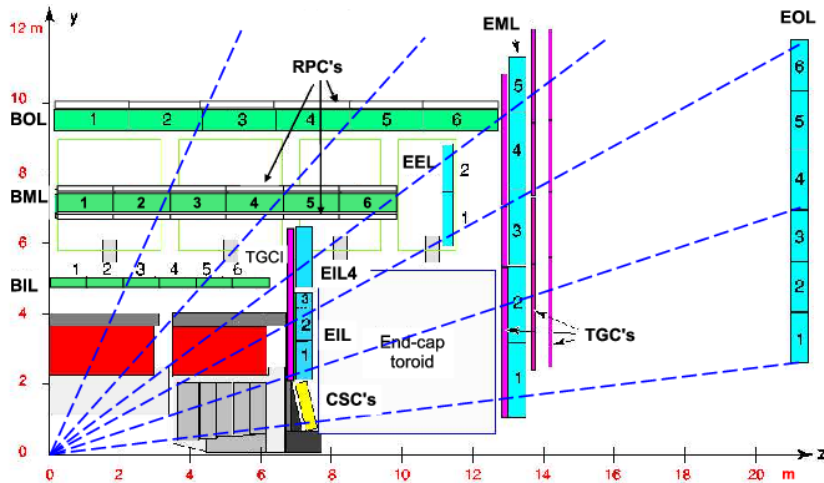 y
12 m
EML
EOL
RPC's
6
10
5
BOL
1 2 3 4 5 6
5
4
EEL
8
2
BML
1 2 3 4 5 6
4
1
3
6
TGCI
3
1 2 3 4 5 6
BIL
EIL4
3
2
2
4
2
EIL
End-cap
toroid
TGC's
1
1
1
2
CSC's
0
z
0 2 4 6 8 10 12 14 16 18 20 m